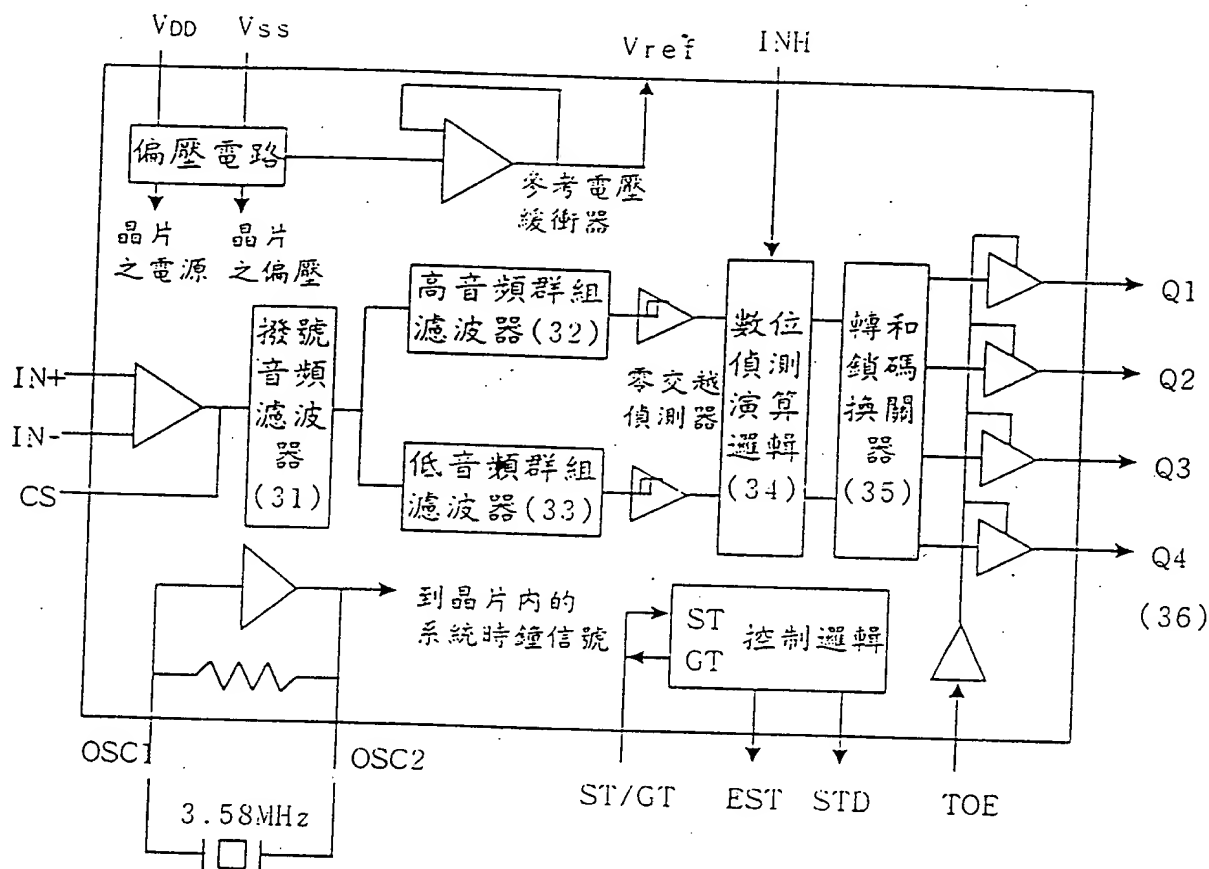 VDD
Vss
Vref
INH
偏壓電路
參考電壓
緩衝器
晶片
之電源
晶片
之偏壓
撥號
音頻
濾波
器
(31)
高音頻群組
濾波器(32)
低音頻群組
濾波器(33)
零交越
偵測器
數位
偵測
演算
邏輯
(34)
轉和
鎖碼
換關
器
(35)
IN+
IN-
CS
Q1
Q2
Q3
Q4
(36)
到晶片內的
系統時鐘信號
ST
GT
控制邏輯
OSC1
OSC2
3.58MHz
ST/GT
EST
STD
TOE